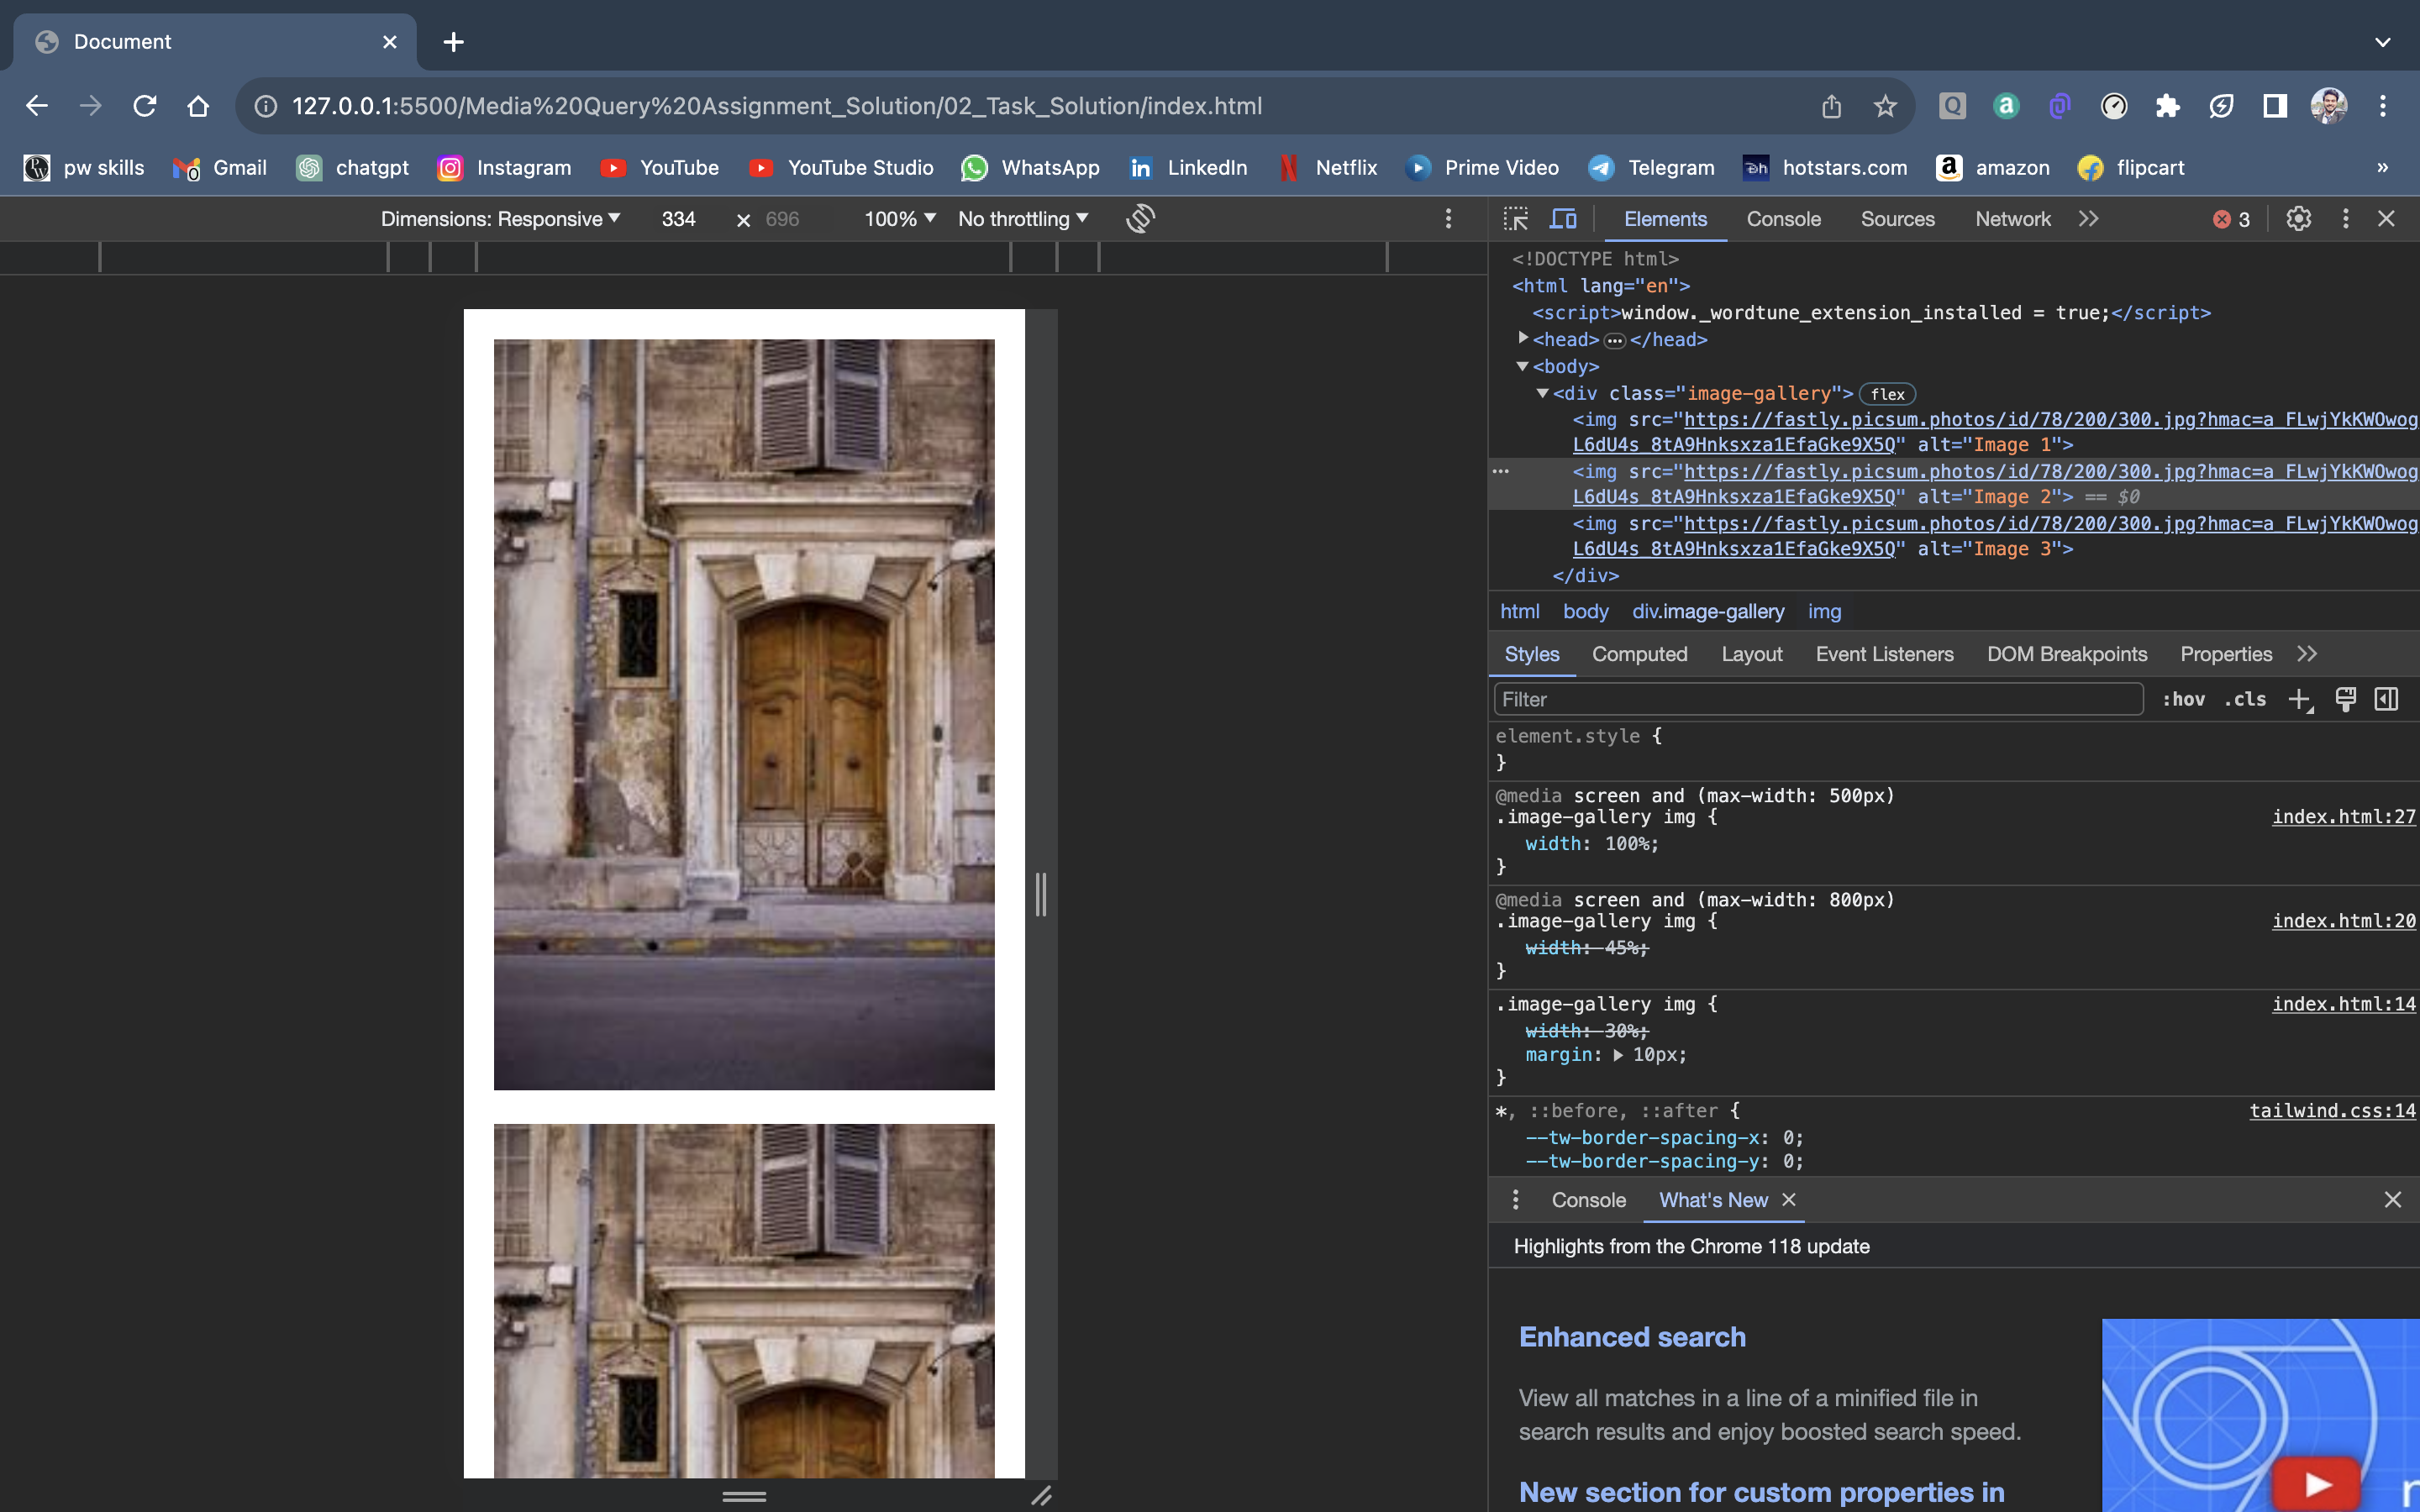 Document
127.0.0.1:5500/Media%20Query%20Assignment_Solution/02_Task_Solution/index.html
pw skills Gmail chatgpt Instagram YouTube YouTube Studio WhatsApp LinkedIn Netflix Prime Video Telegram hotstars.com amazon flipcart »
Dimensions: Responsive 334 × 696 100% No throttling
Elements Console Sources Network 3
<!DOCTYPE html>
<html lang="en">
<script>window._wordtune_extension_installed = true;</script>
<head> ... </head>
<body>
<div class="image-gallery"> flex
<img src="https://fastly.picsum.photos/id/78/200/300.jpg?hmac=a_FLwjYkKWOwog
L6dU4s_8tA9Hnksxza1EfaGke9X5Q" alt="Image 1">
<img src="https://fastly.picsum.photos/id/78/200/300.jpg?hmac=a_FLwjYkKWOwog
L6dU4s_8tA9Hnksxza1EfaGke9X5Q" alt="Image 2"> == $0
<img src="https://fastly.picsum.photos/id/78/200/300.jpg?hmac=a_FLwjYkKWOwog
L6dU4s_8tA9Hnksxza1EfaGke9X5Q" alt="Image 3">
</div>
html body div.image-gallery img
Styles Computed Layout Event Listeners DOM Breakpoints Properties
Filter :hov .cls
element.style {
}
@media screen and (max-width: 500px)
.image-gallery img { index.html:27
width: 100%;
}
@media screen and (max-width: 800px)
.image-gallery img { index.html:20
width: 45%;
}
.image-gallery img { index.html:14
width: 30%;
margin: 10px;
}
*, ::before, ::after { tailwind.css:14
--tw-border-spacing-x: 0;
--tw-border-spacing-y: 0;
Console What's New
Highlights from the Chrome 118 update
Enhanced search
View all matches in a line of a minified file in
search results and enjoy boosted search speed.
New section for custom properties in